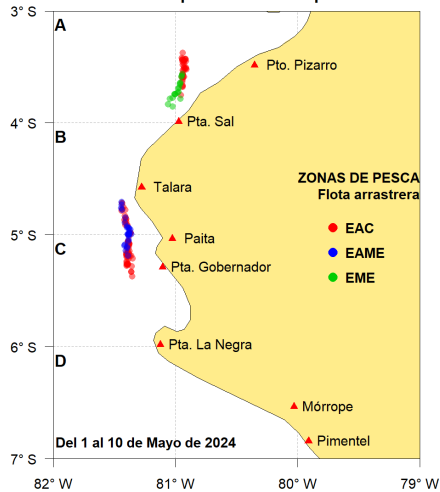 3° S
A
Pto. Pizarro
4° S
Pta. Sal
B
ZONAS DE PESCA
Flota arrastrera
Talara
EAC
5° S
Paita
EAME
C
Pta. Gobernador
EME
6° S
Pta. La Negra
D
Mórrope
Del 1 al 10 de Mayo de 2024
Pimentel
7° S
82° W
81° W
80° W
79° W